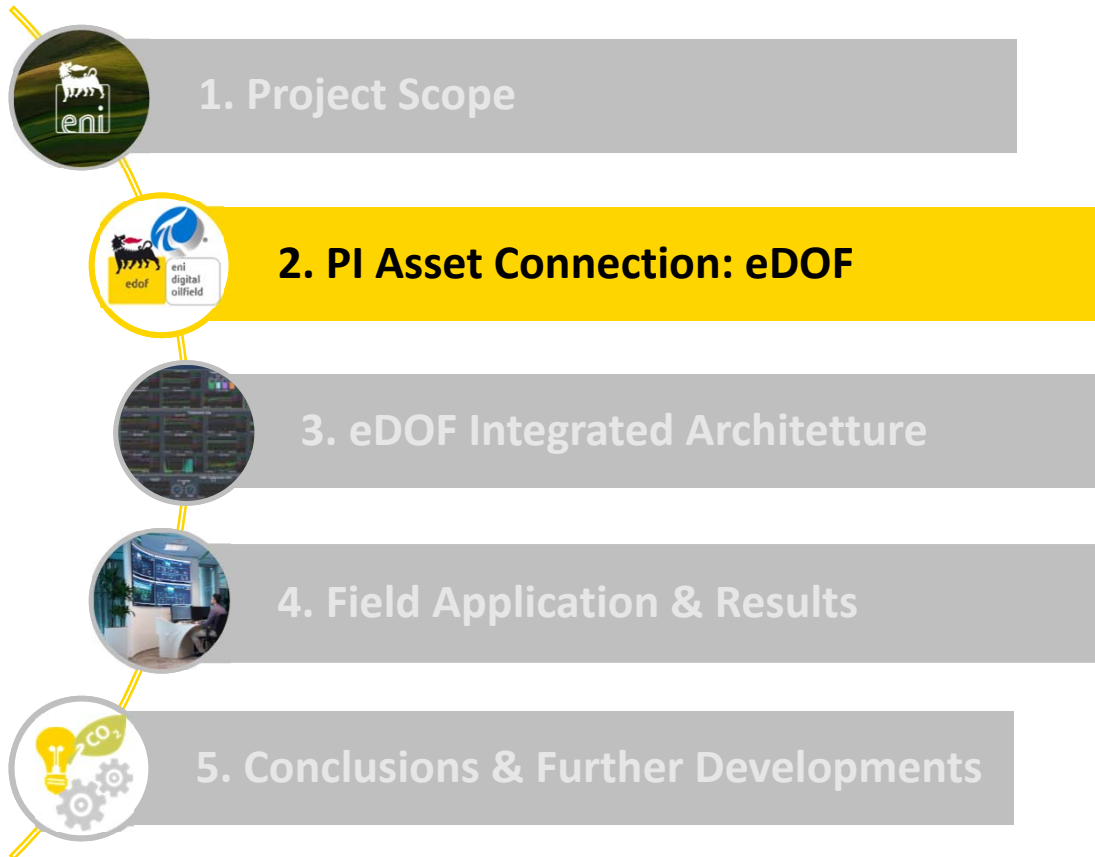 eni
1. Project Scope
edof
eni
digital
oilfield
2. PI Asset Connection: eDOF
3. eDOF Integrated Architetture
4. Field Application & Results
CO2
5. Conclusions & Further Developments